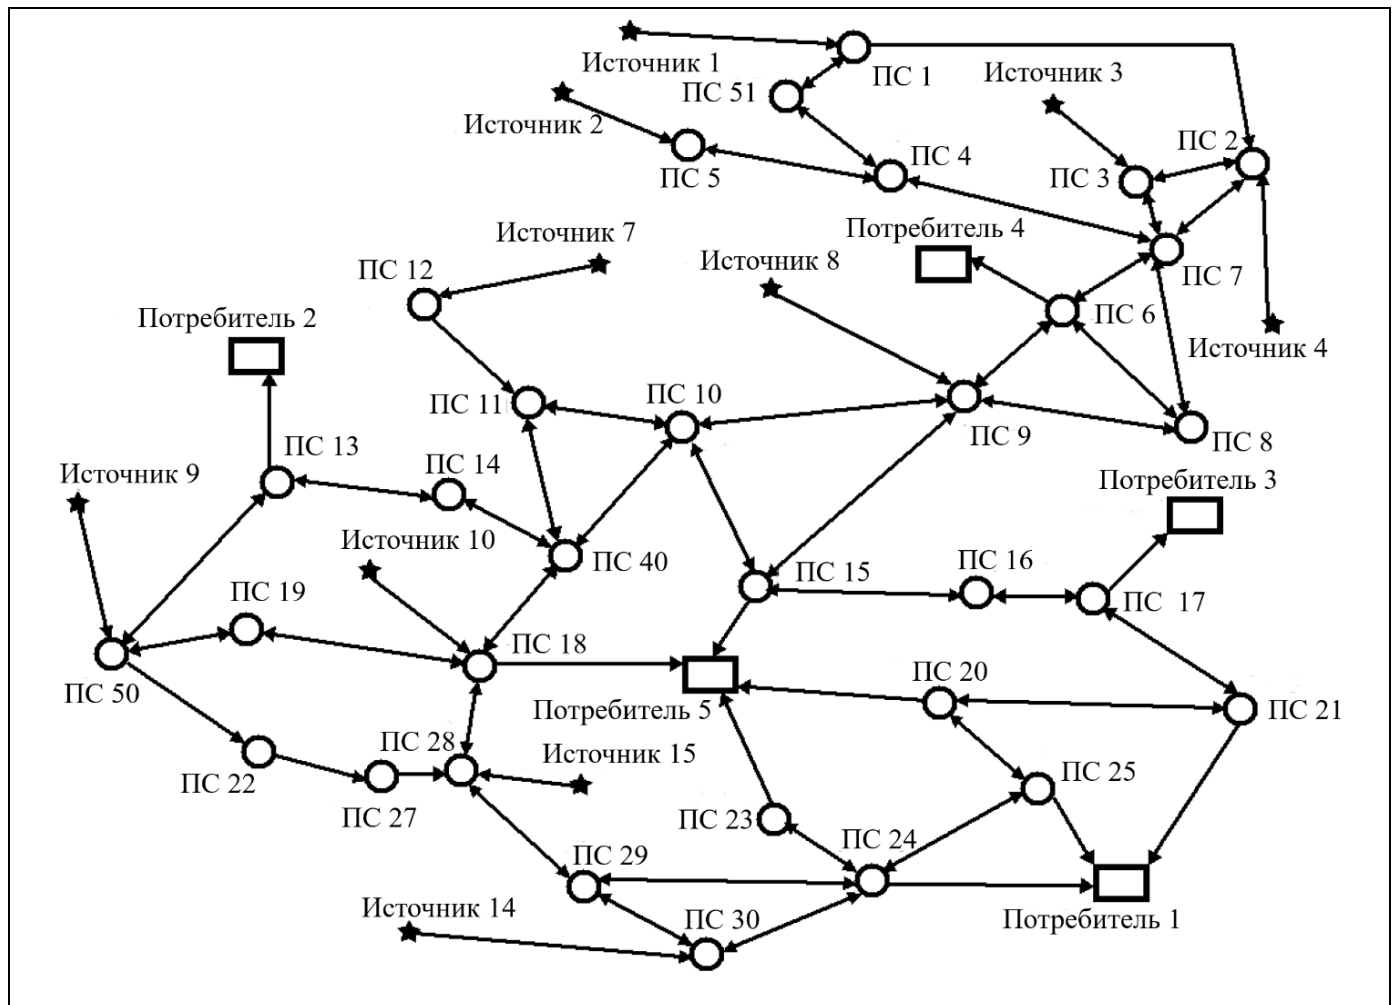 Источник 1
ПС 1
Источник 3
ПС 51
Источник 2
ПС 2
ПС 4
ПС 5
ПС 3
Источник 7
Потребитель 4
Источник 8
ПС 12
ПС 7
Потребитель 2
ПС 6
Источник 4
ПС 10
ПС 11
ПС 9
ПС 8
ПС 13
ПС 14
Источник 9
Потребитель 3
Источник 10
ПС 40
ПС 16
ПС 15
ПС 19
ПС 17
ПС 18
ПС 50
ПС 20
Потребитель 5
ПС 21
ПС 28
Источник 15
ПС 25
ПС 22
ПС 27
ПС 23
ПС 24
ПС 29
Источник 14
ПС 30
Потребитель 1